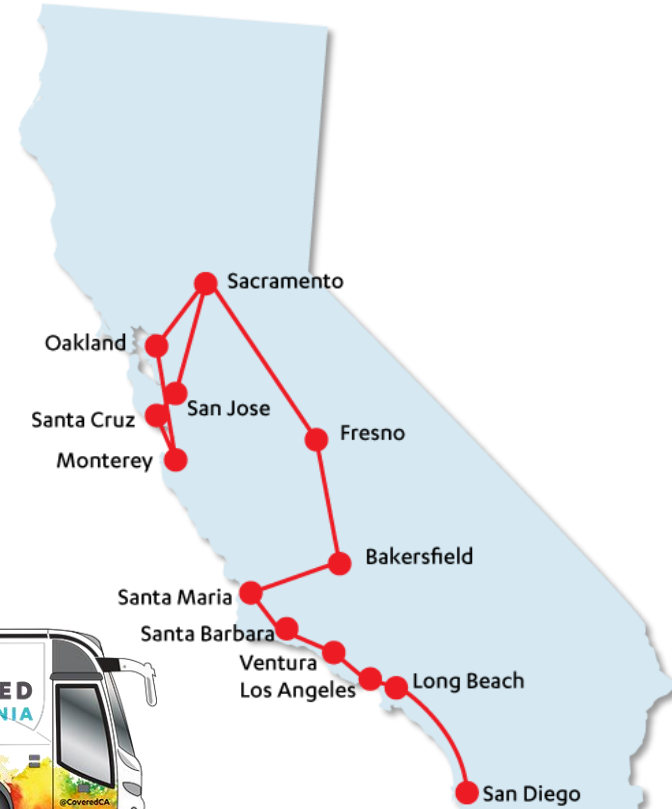 Sacramento
Oakland
San Jose
Santa Cruz
Fresno
Monterey
Bakersfield
Santa Maria
Santa Barbara
Ventura
Los Angeles
Long Beach
ED
NIA
San Diego
@CoveredCA